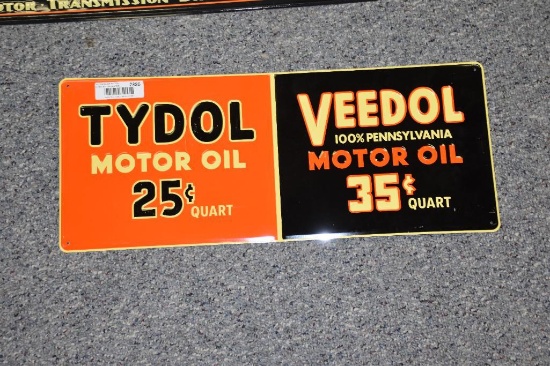 TRANSMISSION
TYDOL
MOTOR OIL
25¢ QUART
VEEDOL
100% PENNSYLVANIA
MOTOR OIL
35¢ QUART